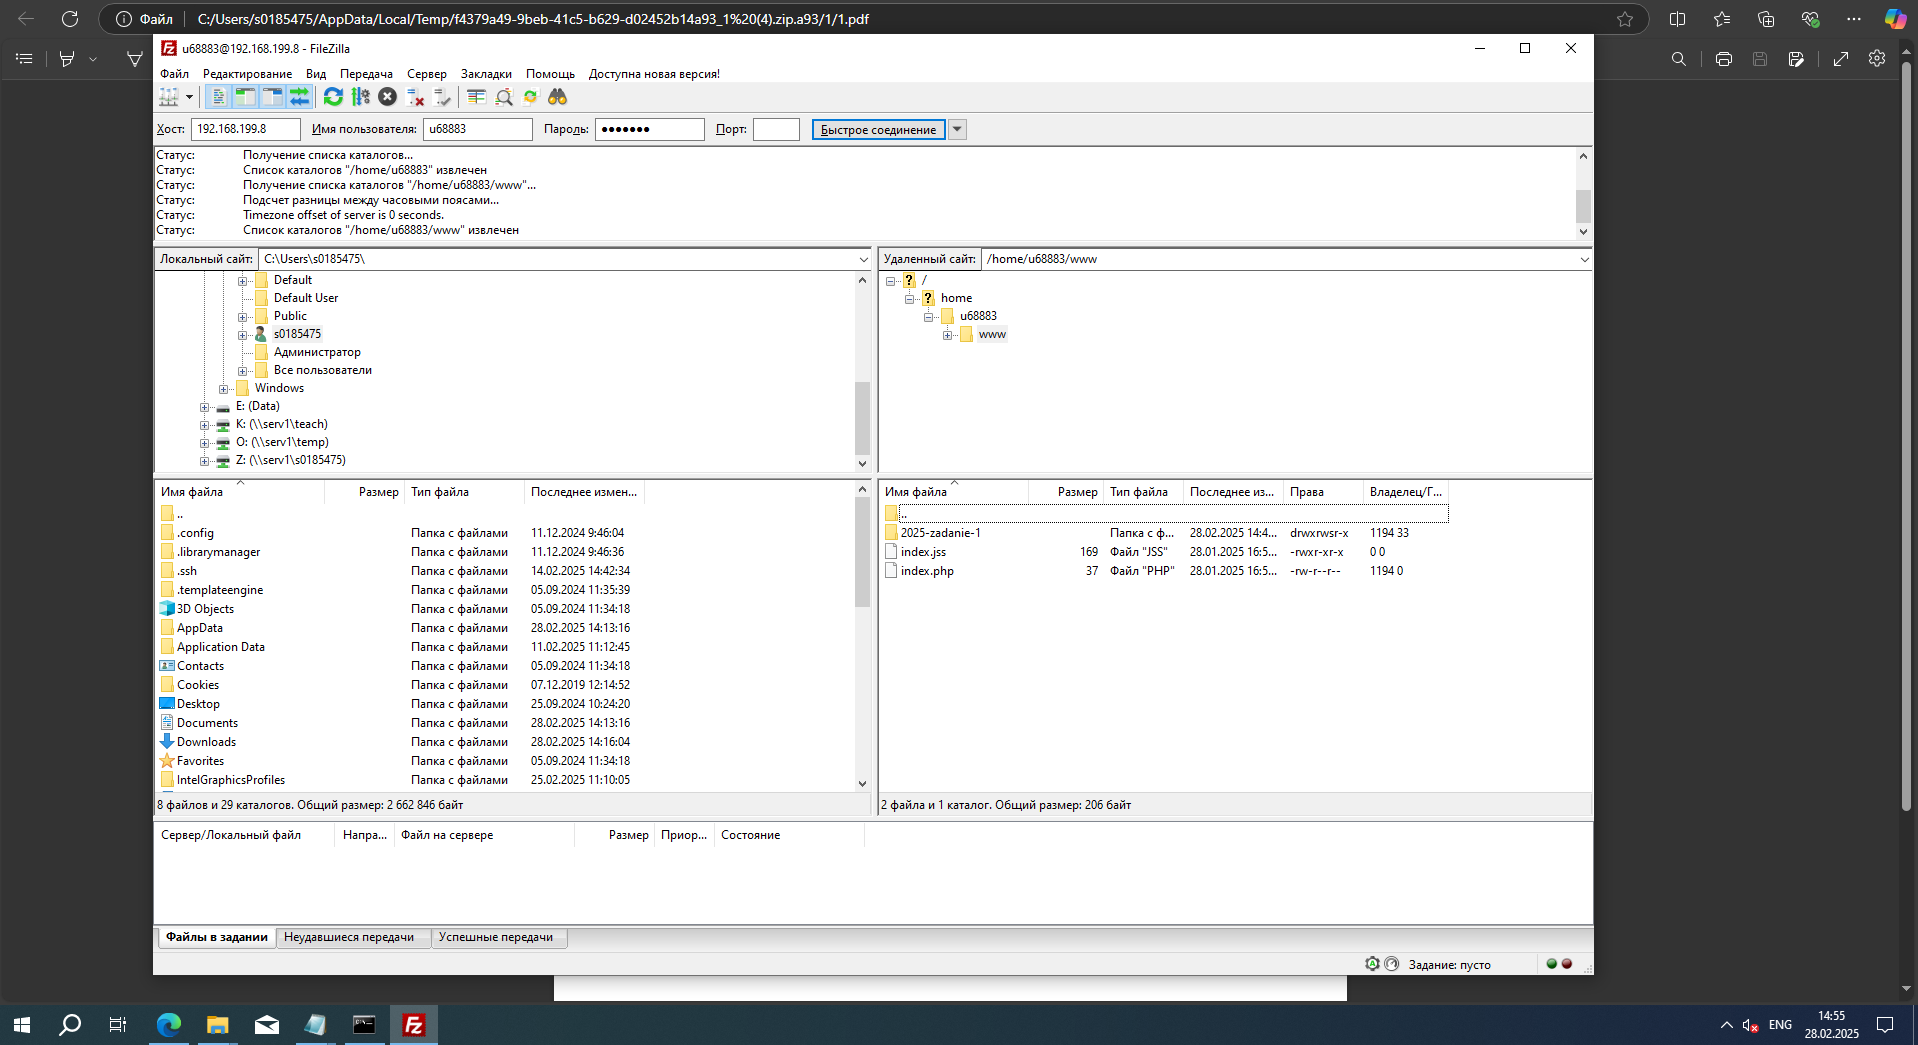 Файл C:/Users/s0185475/AppData/Local/Temp/f4379a49-9beb-41c5-b629-d02452b14a93_1%20(4).zip.a93/1/1.pdf
u68883@192.168.199.8 - FileZilla
Файл Редактирование Вид Передача Сервер Закладки Помощь Доступна новая версия!
Хост: 192.168.199.8 Имя пользователя: u68883 Пароль: ●●●●●●● Порт: Быстрое соединение
Статус: Получение списка каталогов...
Статус: Список каталогов "/home/u68883" извлечен
Статус: Получение списка каталогов "/home/u68883/www"...
Статус: Подсчет разницы между часовыми поясами...
Статус: Timezone offset of server is 0 seconds.
Статус: Список каталогов "/home/u68883/www" извлечен
Локальный сайт: C:\Users\s0185475\
Default
Default User
Public
s0185475
Администратор
Все пользователи
Windows
E: (Data)
K: (\\serv1\teach)
O: (\\serv1\temp)
Z: (\\serv1\s0185475)
Удаленный сайт: /home/u68883/www
/
home
u68883
www
Имя файла Размер Тип файла Последнее измен...
..
.config Папка с файлами 11.12.2024 9:46:04
.librarymanager Папка с файлами 11.12.2024 9:46:36
.ssh Папка с файлами 14.02.2025 14:42:34
.templateengine Папка с файлами 05.09.2024 11:35:39
3D Objects Папка с файлами 05.09.2024 11:34:18
AppData Папка с файлами 28.02.2025 14:13:16
Application Data Папка с файлами 11.02.2025 11:12:45
Contacts Папка с файлами 05.09.2024 11:34:18
Cookies Папка с файлами 07.12.2019 12:14:52
Desktop Папка с файлами 25.09.2024 10:24:20
Documents Папка с файлами 28.02.2025 14:13:16
Downloads Папка с файлами 28.02.2025 14:16:04
Favorites Папка с файлами 05.09.2024 11:34:18
IntelGraphicsProfiles Папка с файлами 25.02.2025 11:10:05
8 файлов и 29 каталогов. Общий размер: 2 662 846 байт
Имя файла Размер Тип файла Последнее из... Права Владелец/Г...
..
2025-zadanie-1 Папка с ф... 28.02.2025 14:4... drwxrwsr-x 1194 33
index.jss 169 Файл "JSS" 28.01.2025 16:5... -rwxr-xr-x 0 0
index.php 37 Файл "PHP" 28.01.2025 16:5... -rw-r--r-- 1194 0
2 файла и 1 каталог. Общий размер: 206 байт
Сервер/Локальный файл Напра... Файл на сервере Размер Приор... Состояние
Файлы в задании Неудавшиеся передачи Успешные передачи
Задание: пусто
ENG
14:55
28.02.2025